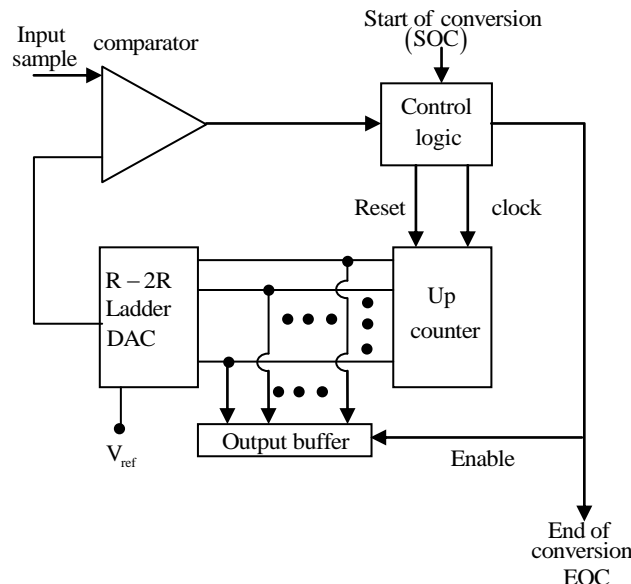 Start of conversion
(SOC)
Input
sample
comparator
Control
logic
Reset
clock
R – 2R
Ladder
DAC
Up
counter
V_ref
Output buffer
Enable
End of
conversion
EOC